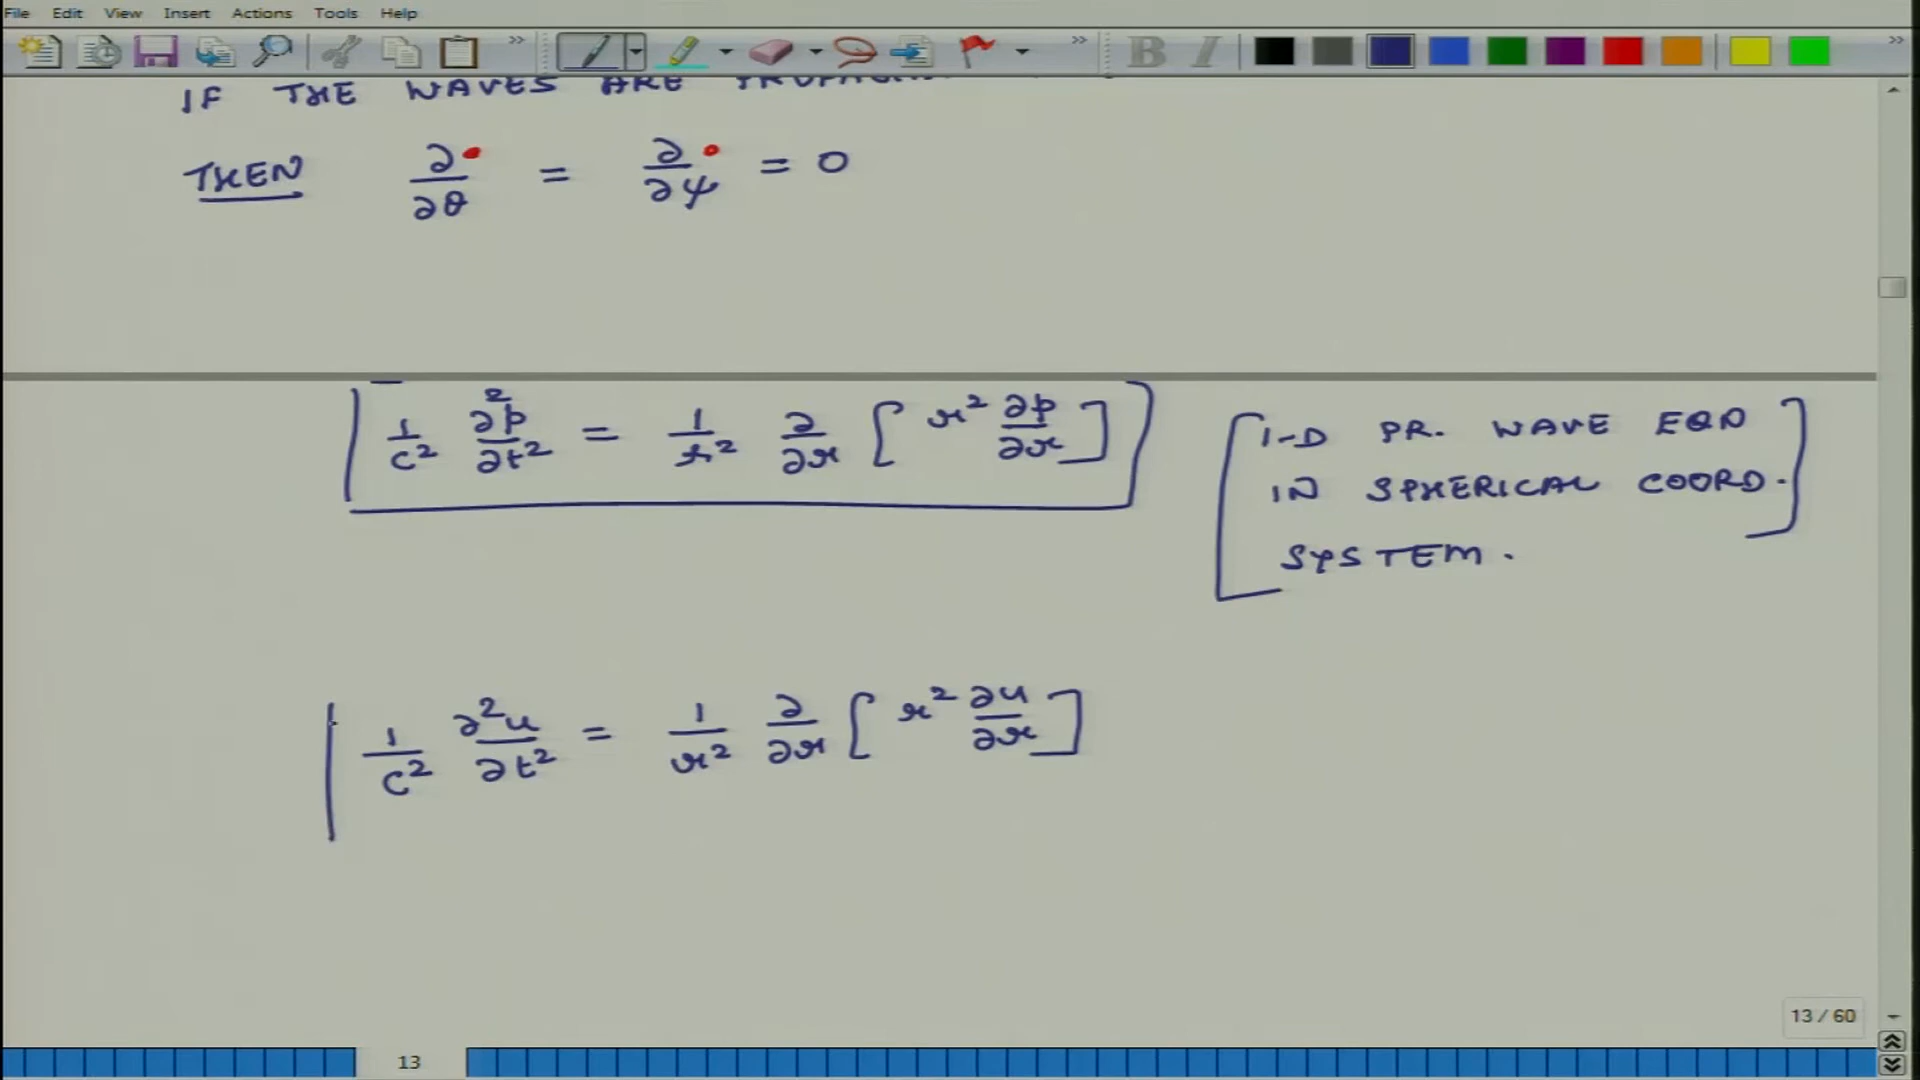 File Edit View Insert Actions Tools Help
B I
IF THE WAVES ARE
THEN ∂•/∂θ = ∂•/∂ψ = 0
1/c² ∂²p/∂t² = 1/r² ∂/∂r [r² ∂p/∂r]
1-D PR. WAVE EQN
IN SPHERICAL COORD.
SYSTEM.
1/c² ∂²u/∂t² = 1/r² ∂/∂r [r² ∂u/∂r]
13 / 60
13